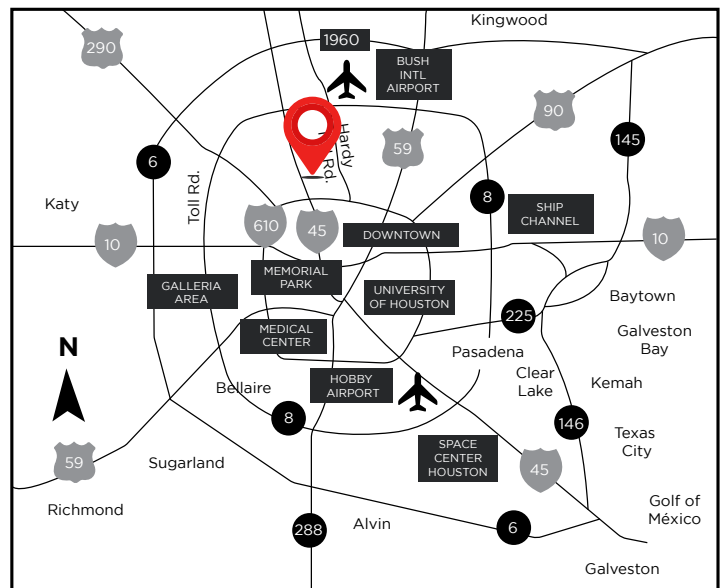 Kingwood
1960
290
BUSH
INTL
AIRPORT
90
145
59
6
Hardy
Rd.
Toll Rd.
8
SHIP
CHANNEL
Katy
610
45
DOWNTOWN
10
10
MEMORIAL
PARK
GALLERIA
AREA
UNIVERSITY
OF HOUSTON
Baytown
225
MEDICAL
CENTER
Galveston
Bay
Pasadena
N
Clear
Lake
Kemah
Bellaire
HOBBY
AIRPORT
8
146
Texas
City
SPACE
CENTER
HOUSTON
59
Sugarland
45
Richmond
Golf of
México
288
Alvin
6
Galveston